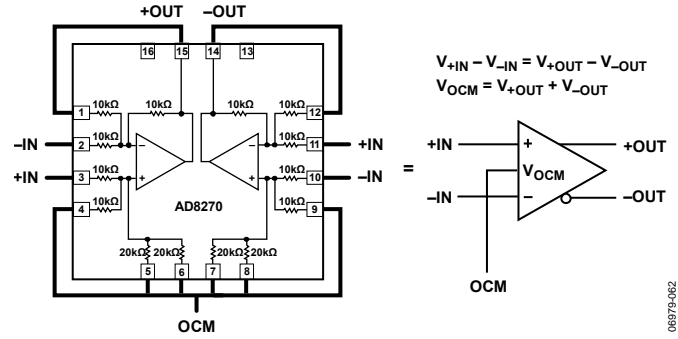 +OUT –OUT
16 15 14 13
1 10kΩ 10kΩ 10kΩ 10kΩ 12
–IN 2 10kΩ – – 10kΩ 11 +IN
+IN 3 10kΩ + + 10kΩ 10 –IN
4 10kΩ AD8270 10kΩ 9
20kΩ 20kΩ 20kΩ 20kΩ
5 6 7 8
OCM
=
V+IN – V–IN = V+OUT – V–OUT
VOCM = V+OUT + V–OUT
+IN + +OUT
VOCM
–IN – –OUT
OCM
06979-062